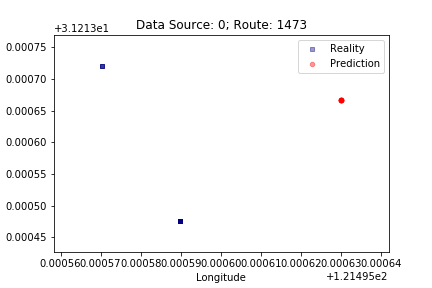 Data Source: 0; Route: 1473
+3.1213e1
Reality
Prediction
0.00075
0.00070
0.00065
0.00060
0.00055
0.00050
0.00045
0.000560.000570.000580.000590.000600.000610.000620.000630.00064
Longitude
+1.21495e2